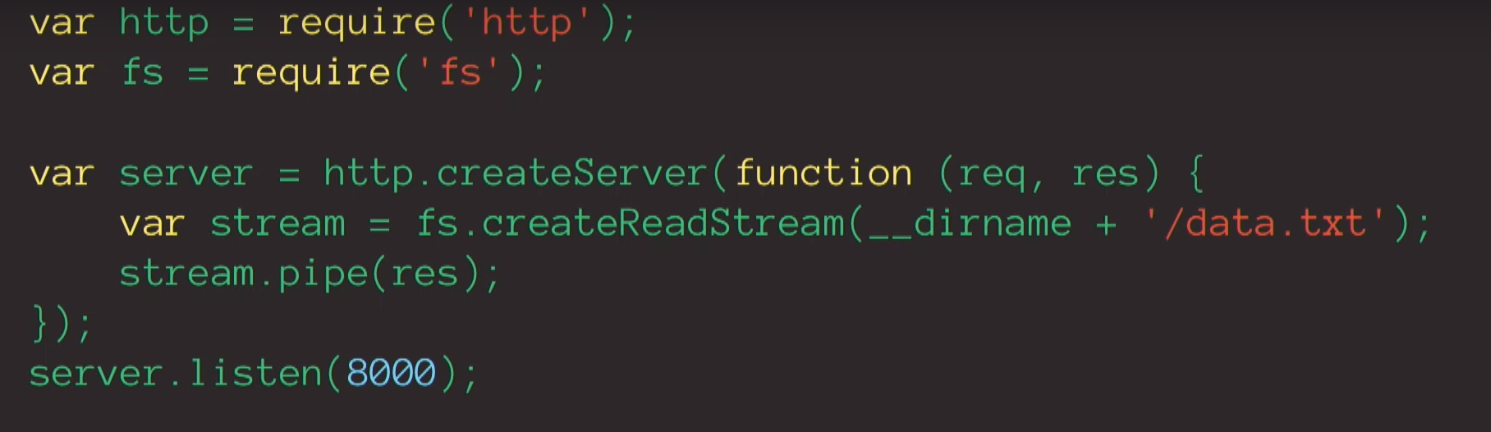 var http = require('http');
var fs = require('fs');

var server = http.createServer(function (req, res) {
    var stream = fs.createReadStream(__dirname + '/data.txt');
    stream.pipe(res);
});
server.listen(8000);